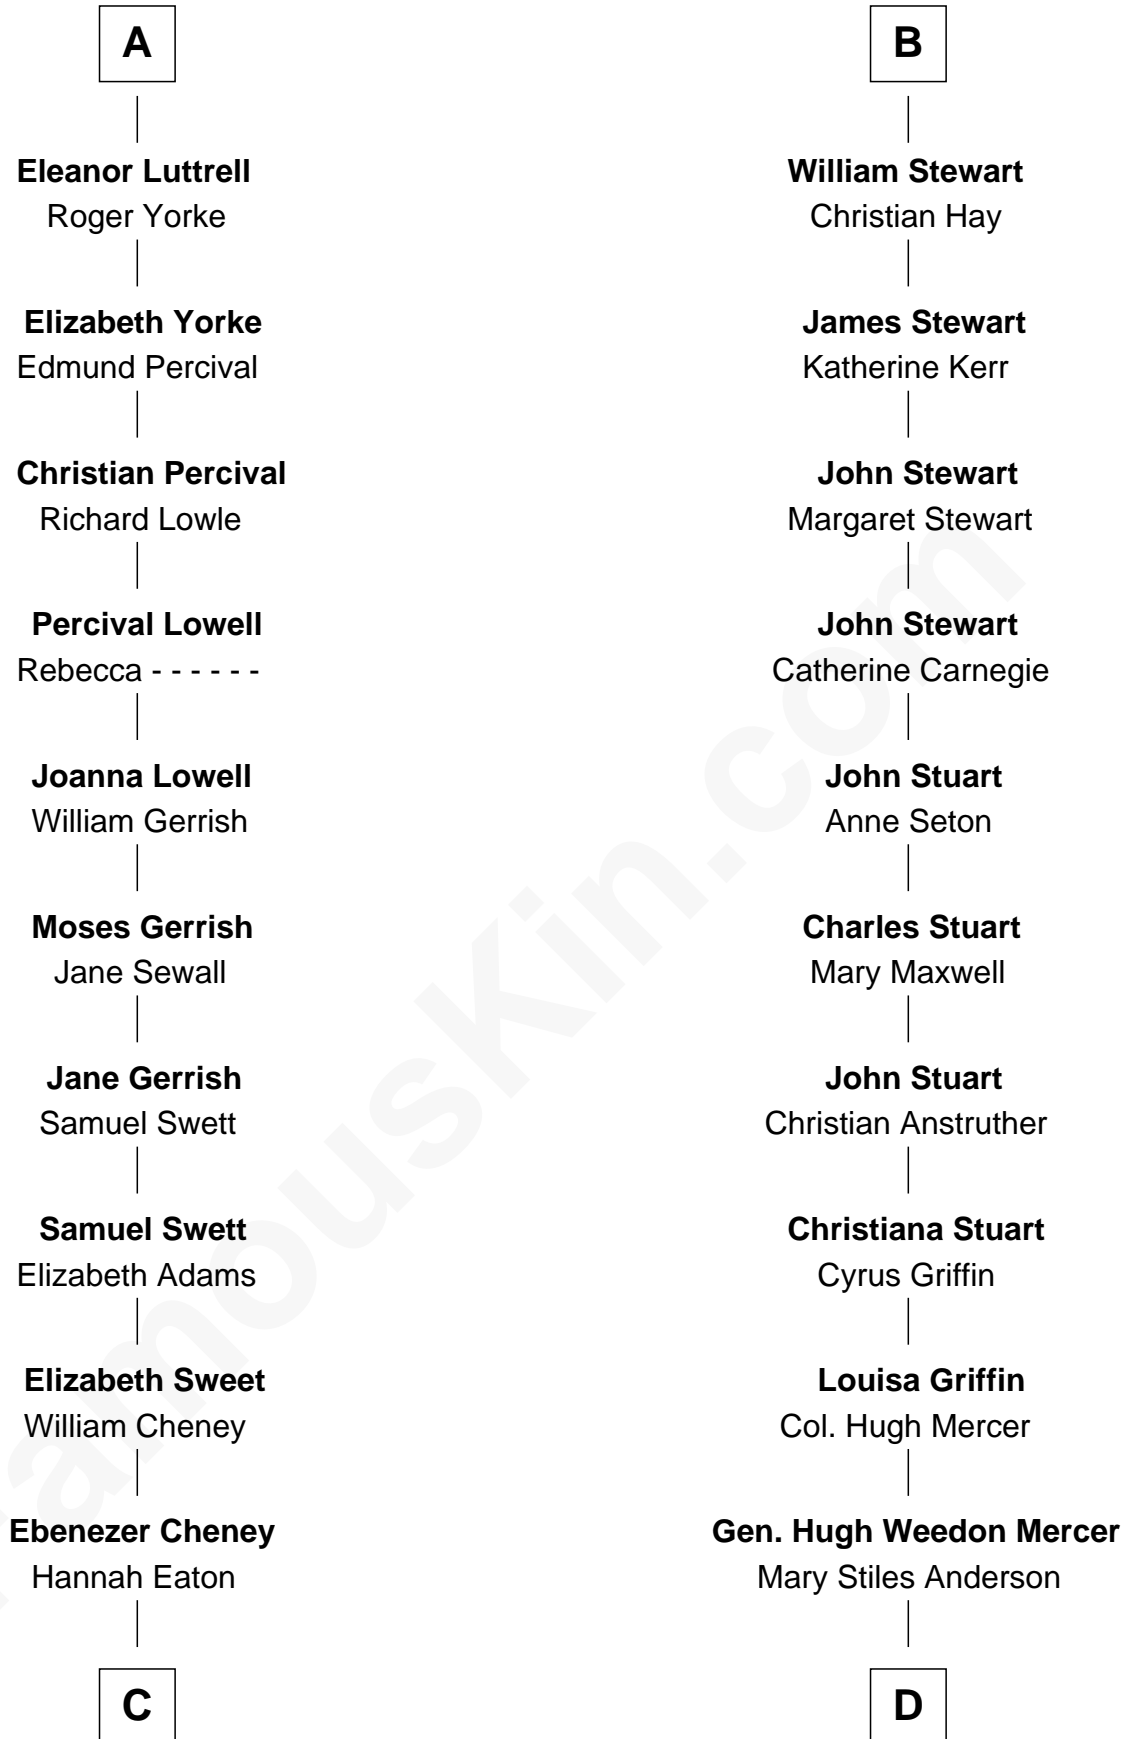 A
Eleanor Luttrell
Roger Yorke
Elizabeth Yorke
Edmund Percival
Christian Percival
Richard Lowle
Percival Lowell
Rebecca - - - - - -
Joanna Lowell
William Gerrish
Moses Gerrish
Jane Sewall
Jane Gerrish
Samuel Swett
Samuel Swett
Elizabeth Adams
Elizabeth Sweet
William Cheney
Ebenezer Cheney
Hannah Eaton
C
B
William Stewart
Christian Hay
James Stewart
Katherine Kerr
John Stewart
Margaret Stewart
John Stewart
Catherine Carnegie
John Stuart
Anne Seton
Charles Stuart
Mary Maxwell
John Stuart
Christian Anstruther
Christiana Stuart
Cyrus Griffin
Louisa Griffin
Col. Hugh Mercer
Gen. Hugh Weedon Mercer
Mary Stiles Anderson
D
FamousKin.com